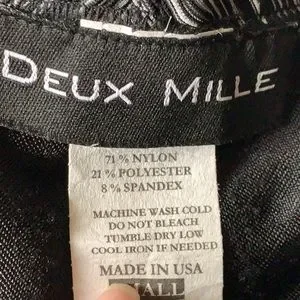 DEUX MILLE
71% NYLON
21% POLYESTER
8% SPANDEX
MACHINE WASH COLD
DO NOT BLEACH
TUMBLE DRY LOW
COOL IRON IF NEEDED
MADE IN USA
SMALL